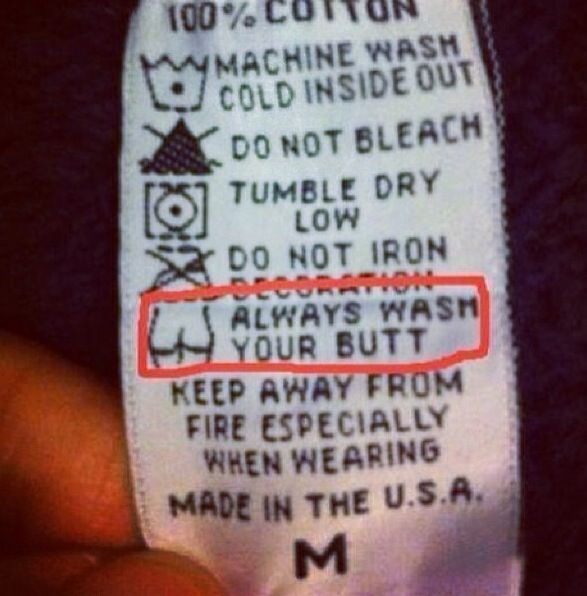 100% COTTON
MACHINE WASH
COLD INSIDE OUT
DO NOT BLEACH
TUMBLE DRY
LOW
DO NOT IRON
DECORATION
ALWAYS WASH
YOUR BUTT
KEEP AWAY FROM
FIRE ESPECIALLY
WHEN WEARING
MADE IN THE U.S.A.
M